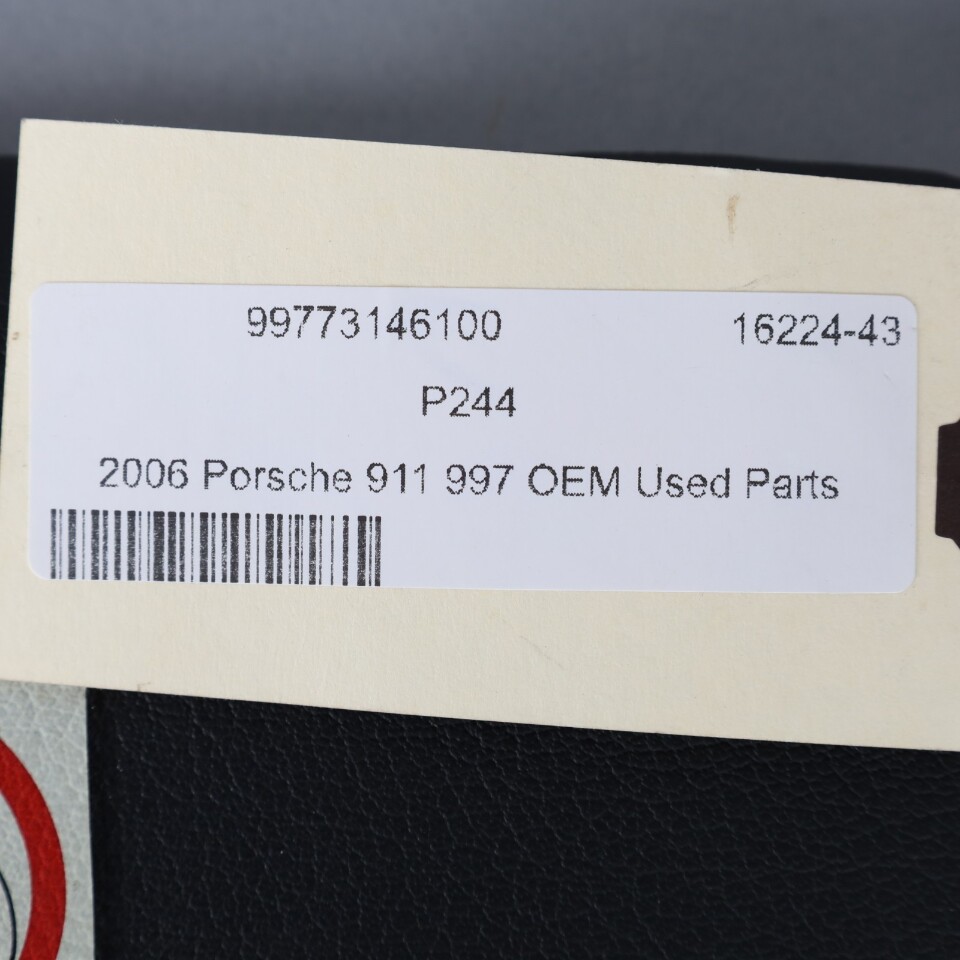 99773146100 16224-43
P244
2006 Porsche 911 997 OEM Used Parts